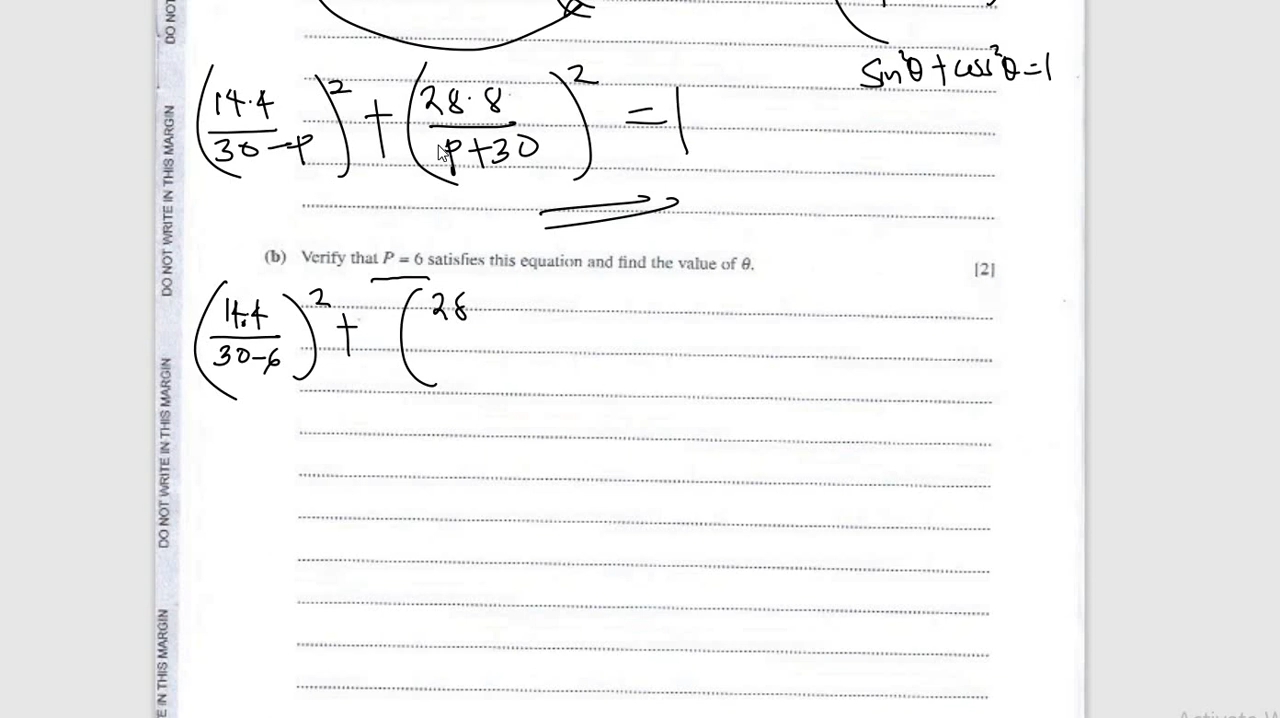 DO NOT
sin²θ + cos²θ = 1
(14.4/30-P)² + (28.8/P+30)² = 1
DO NOT WRITE IN THIS MARGIN
(b) Verify that P = 6 satisfies this equation and find the value of θ. [2]
(14.4/30-6)² + (28
DO NOT WRITE IN THIS MARGIN
E IN THIS MARGIN